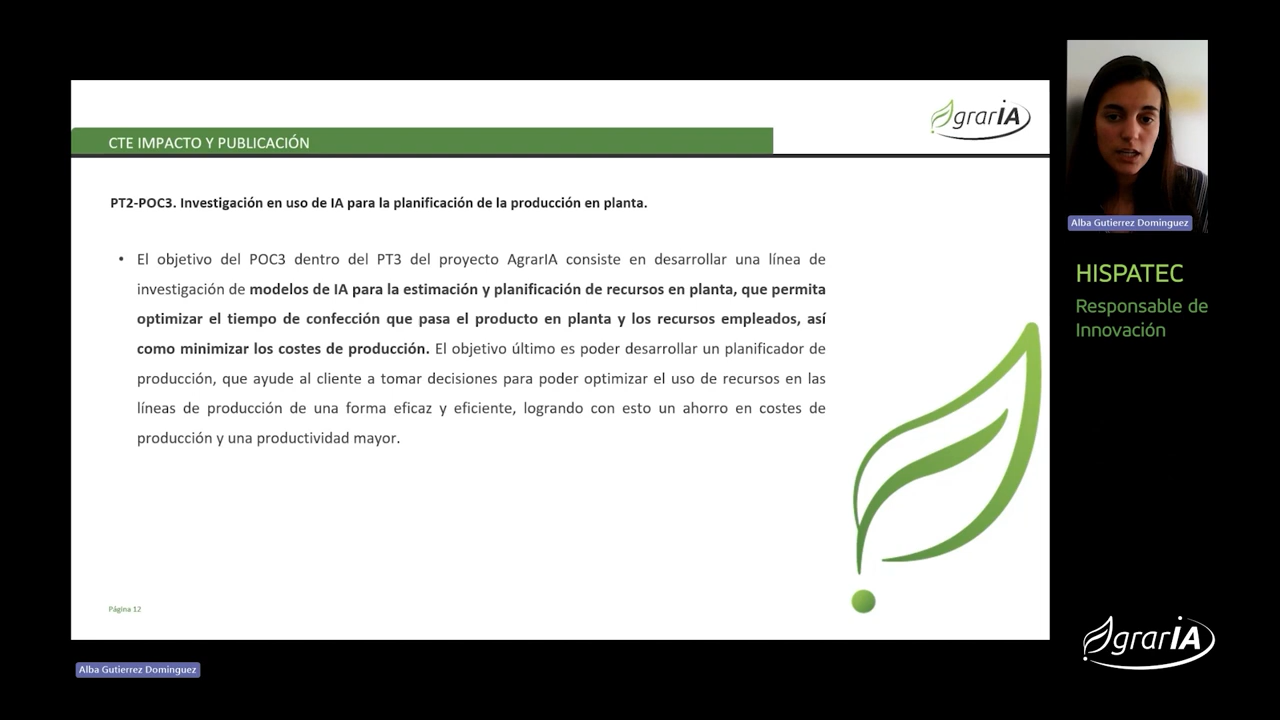 AgrarIA
CTE IMPACTO Y PUBLICACIÓN
PT2-POC3. Investigación en uso de IA para la planificación de la producción en planta.
• El objetivo del POC3 dentro del PT3 del proyecto AgrarIA consiste en desarrollar una línea de
investigación de modelos de IA para la estimación y planificación de recursos en planta, que permita
optimizar el tiempo de confección que pasa el producto en planta y los recursos empleados, así
como minimizar los costes de producción. El objetivo último es poder desarrollar un planificador de
producción, que ayude al cliente a tomar decisiones para poder optimizar el uso de recursos en las
líneas de producción de una forma eficaz y eficiente, logrando con esto un ahorro en costes de
producción y una productividad mayor.
Página 12
Alba Gutierrez Dominguez
Alba Gutierrez Dominguez
HISPATEC
Responsable de
Innovación
AgrarIA